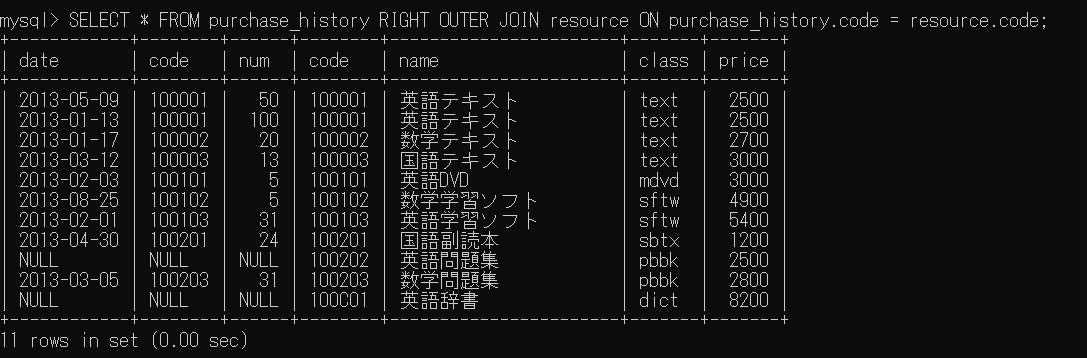 mysql> SELECT * FROM purchase_history RIGHT OUTER JOIN resource ON purchase_history.code = resource.code;
+------------+--------+------+--------+------------------------+-------+-------+
| date       | code   | num  | code   | name                   | class | price |
+------------+--------+------+--------+------------------------+-------+-------+
| 2013-05-09 | 100001 |   50 | 100001 | 英語テキスト           | text  |  2500 |
| 2013-01-13 | 100001 |  100 | 100001 | 英語テキスト           | text  |  2500 |
| 2013-01-17 | 100002 |   20 | 100002 | 数学テキスト           | text  |  2700 |
| 2013-03-12 | 100003 |   13 | 100003 | 国語テキスト           | text  |  3000 |
| 2013-02-03 | 100101 |    5 | 100101 | 英語DVD                | mdvd  |  3000 |
| 2013-08-25 | 100102 |    5 | 100102 | 数学学習ソフト         | sftw  |  4900 |
| 2013-02-01 | 100103 |   31 | 100103 | 英語学習ソフト         | sftw  |  5400 |
| 2013-04-30 | 100201 |   24 | 100201 | 国語副読本             | sbtx  |  1200 |
| NULL       | NULL   | NULL | 100202 | 英語問題集             | pbbk  |  2500 |
| 2013-03-05 | 100203 |   31 | 100203 | 数学問題集             | pbbk  |  2800 |
| NULL       | NULL   | NULL | 100C01 | 英語辞書               | dict  |  8200 |
+------------+--------+------+--------+------------------------+-------+-------+
11 rows in set (0.00 sec)